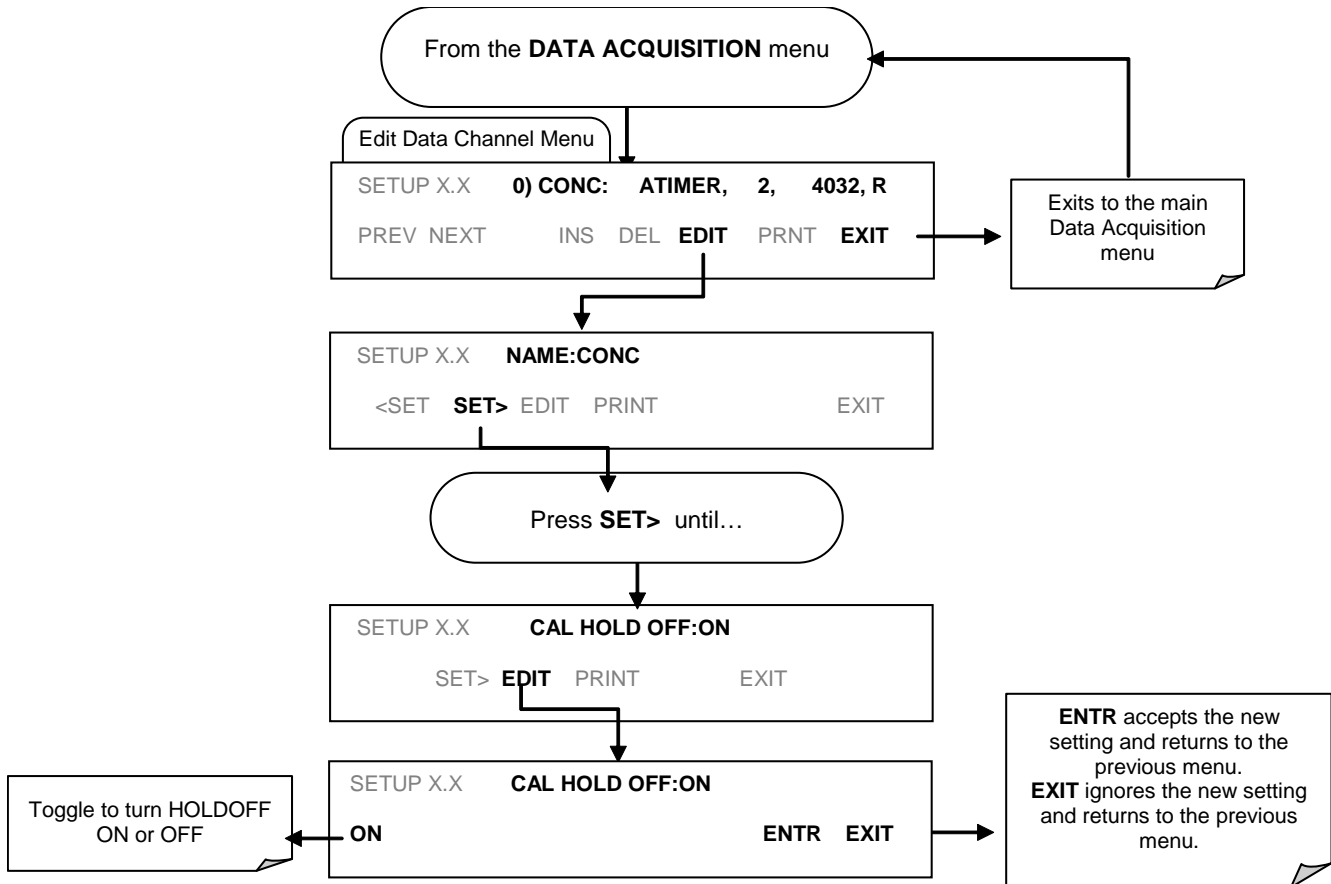 From the DATA ACQUISITION menu
Edit Data Channel Menu
SETUP X.X 0) CONC: ATIMER, 2, 4032, R
PREV NEXT INS DEL EDIT PRNT EXIT
Exits to the main
Data Acquisition
menu
SETUP X.X NAME:CONC
<SET SET> EDIT PRINT EXIT
Press SET> until…
SETUP X.X CAL HOLD OFF:ON
SET> EDIT PRINT EXIT
SETUP X.X CAL HOLD OFF:ON
ON ENTR EXIT
Toggle to turn HOLDOFF
ON or OFF
ENTR accepts the new
setting and returns to the
previous menu.
EXIT ignores the new setting
and returns to the previous
menu.